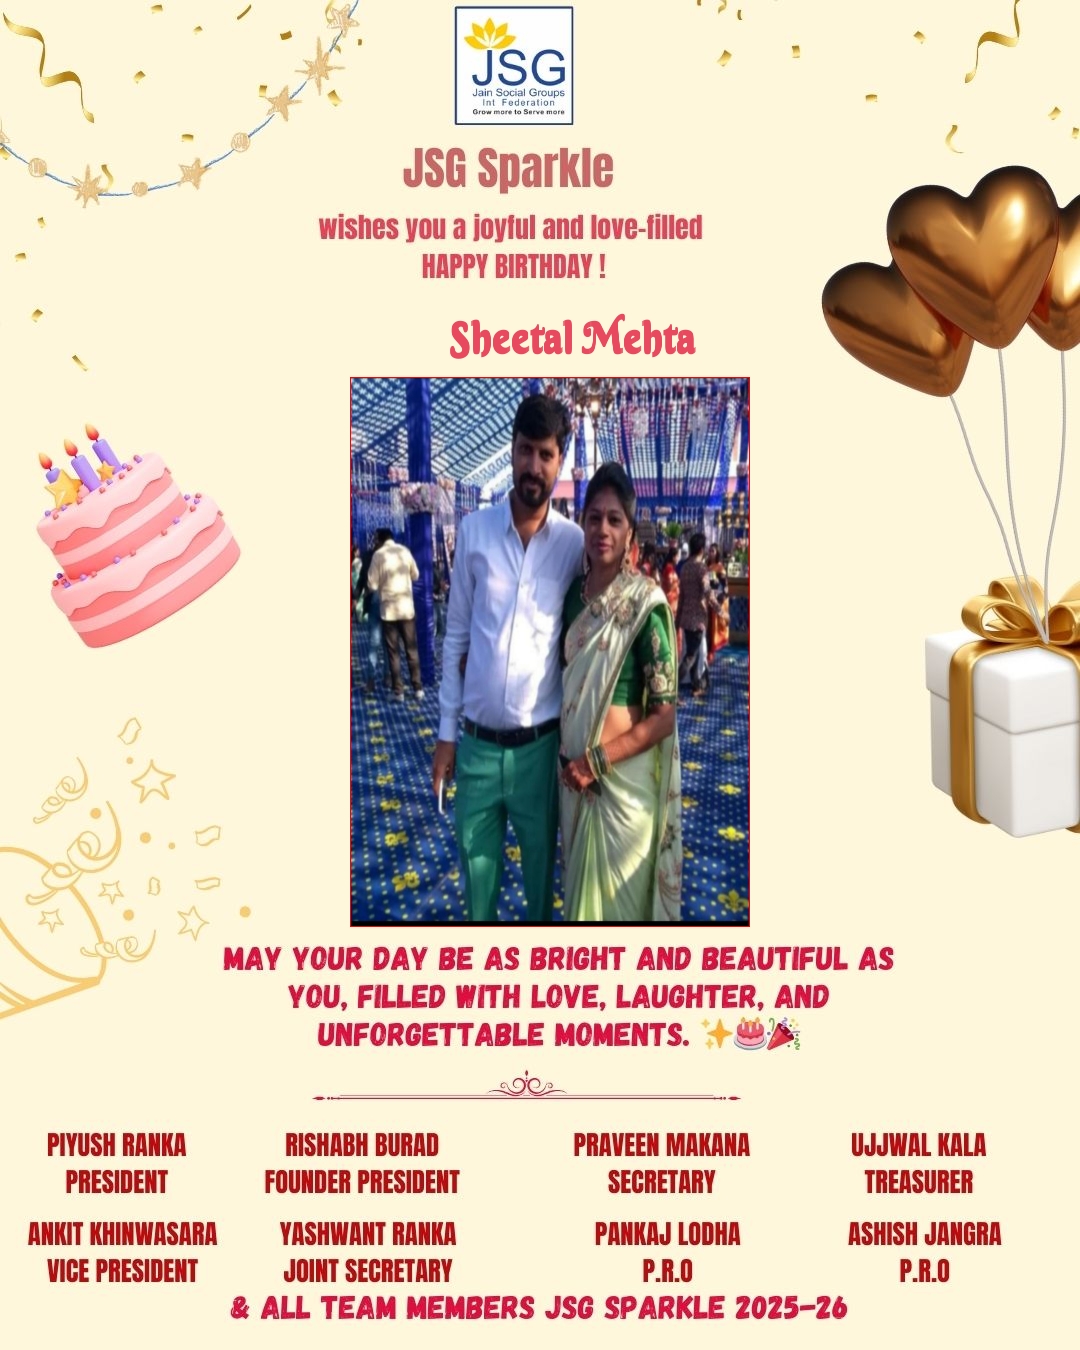 JSG
Jain Social Groups
Int Federation
Grow more to Serve more
JSG Sparkle
wishes you a joyful and love-filled
HAPPY BIRTHDAY !
Sheetal Mehta
MAY YOUR DAY BE AS BRIGHT AND BEAUTIFUL AS
YOU, FILLED WITH LOVE, LAUGHTER, AND
UNFORGETTABLE MOMENTS. ✨🎂🎉
PIYUSH RANKA
PRESIDENT
RISHABH BURAD
FOUNDER PRESIDENT
PRAVEEN MAKANA
SECRETARY
UJJWAL KALA
TREASURER
ANKIT KHINWASARA
VICE PRESIDENT
YASHWANT RANKA
JOINT SECRETARY
PANKAJ LODHA
P.R.O
ASHISH JANGRA
P.R.O
& ALL TEAM MEMBERS JSG SPARKLE 2025-26